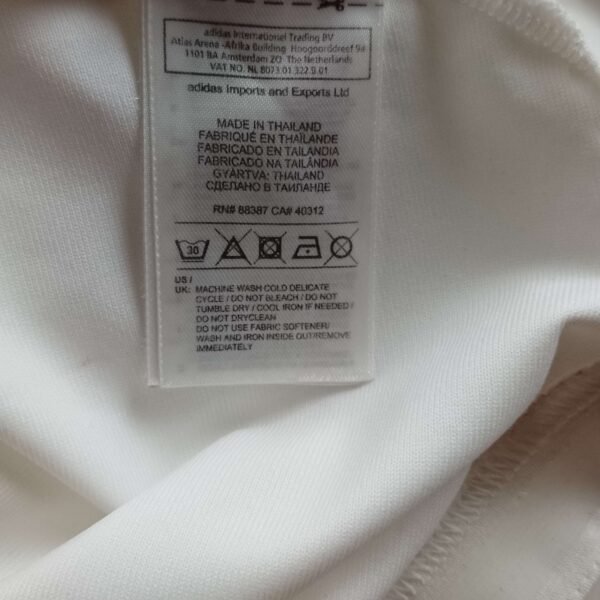 adidas International Trading BV
Atlas Arena -Afrika Building Hoogoorddreef 9a
1101 BA Amsterdam ZO The Netherlands
VAT NO. NL 8073.01.322.B.01
adidas Imports and Exports Ltd
MADE IN THAILAND
FABRIQUÉ EN THAÏLANDE
FABRICADO EN TAILANDIA
FABRICADO NA TAILÂNDIA
GYÁRTVA: THAILAND
СДЕЛАНО В ТАИЛАНДЕ
RN# 88387 CA# 40312
30
US /
UK: MACHINE WASH COLD DELICATE
CYCLE / DO NOT BLEACH / DO NOT
TUMBLE DRY / COOL IRON IF NEEDED /
DO NOT DRYCLEAN
DO NOT USE FABRIC SOFTENER/
WASH AND IRON INSIDE OUT/REMOVE
IMMEDIATELY